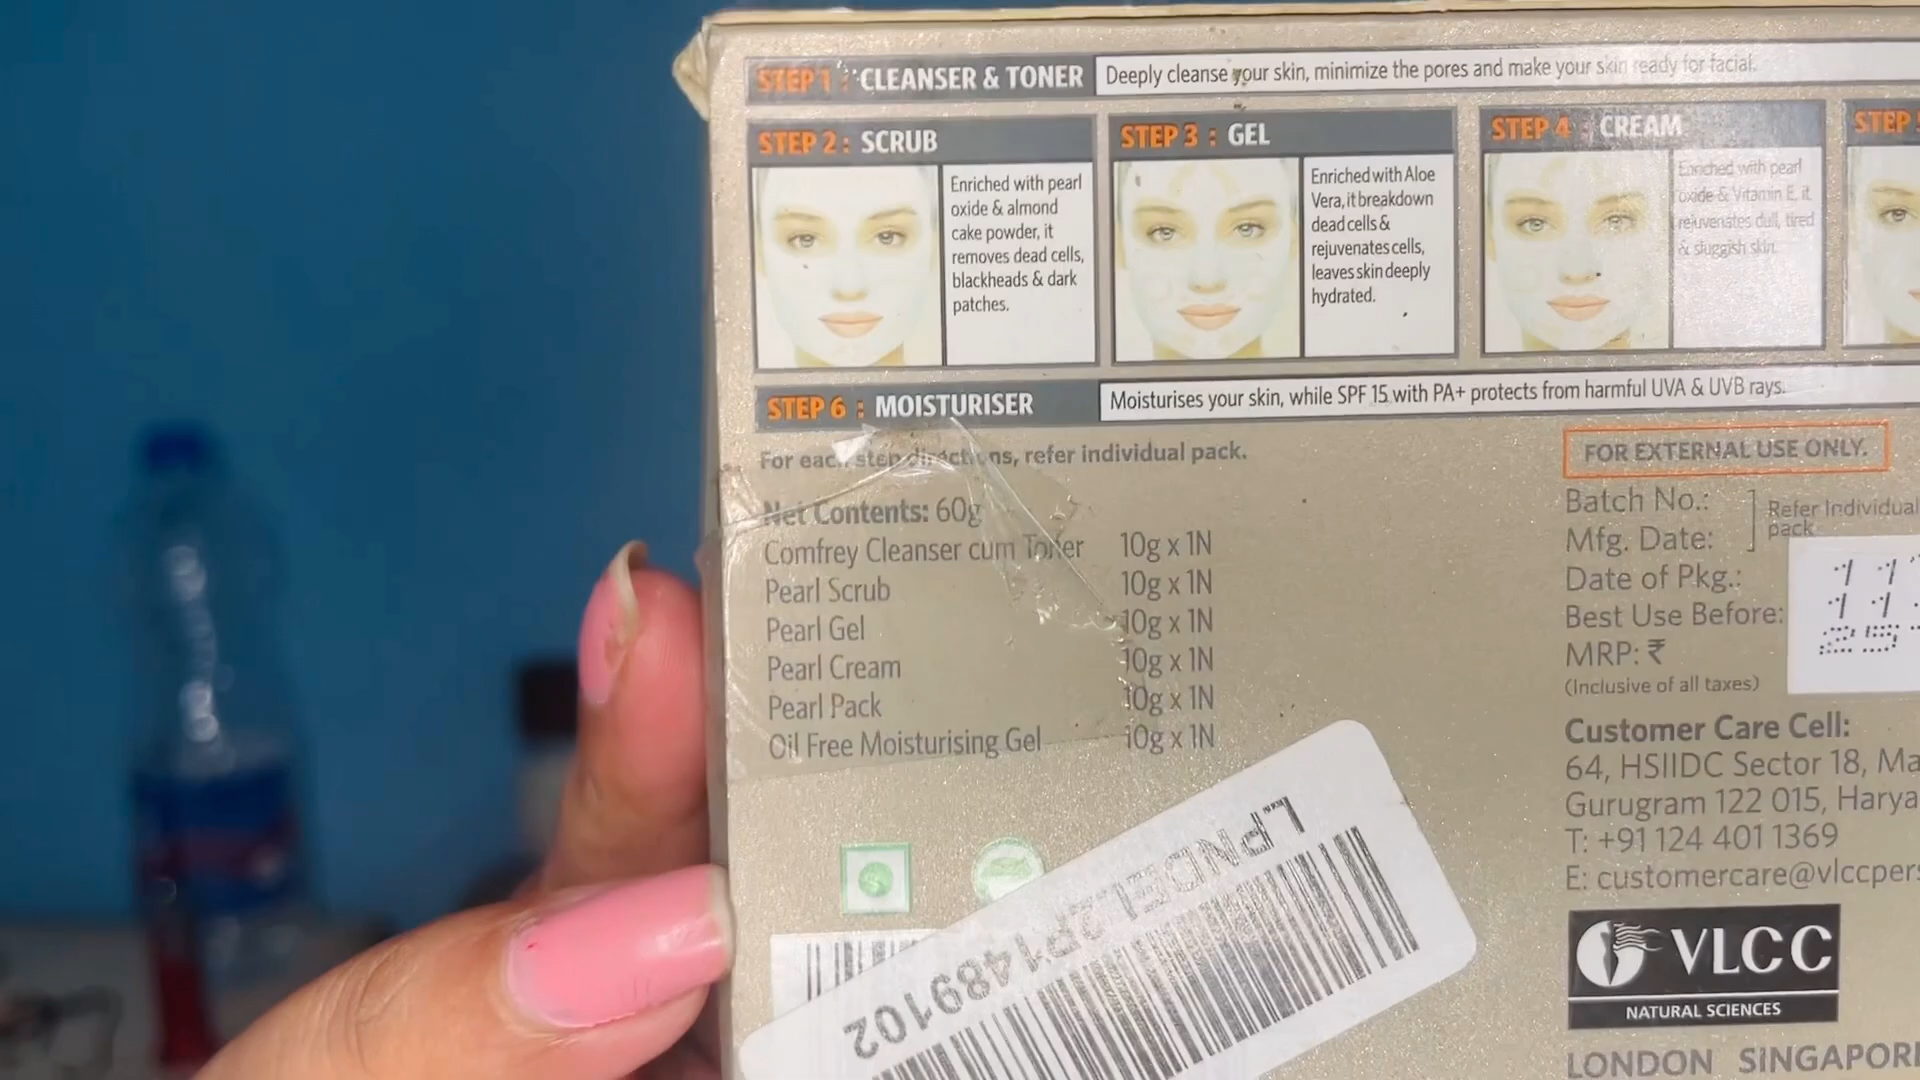 STEP 1 : CLEANSER & TONER
Deeply cleanse your skin, minimize the pores and make your skin ready for facial.
STEP 2 : SCRUB
Enriched with pearl
oxide & almond
cake powder, it
removes dead cells,
blackheads & dark
patches.
STEP 3 : GEL
Enriched with Aloe
Vera, it breakdown
dead cells &
rejuvenates cells,
leaves skin deeply
hydrated.
STEP 4 : CREAM
Enriched with pearl
oxide & Vitamin E, it
rejuvenates dull, tired
& sluggish skin.
STEP
STEP 6 : MOISTURISER
Moisturises your skin, while SPF 15 with PA+ protects from harmful UVA & UVB rays.
For each step directions, refer individual pack.
Net Contents: 60g
Comfrey Cleanser cum Toner 10g x 1N
Pearl Scrub 10g x 1N
Pearl Gel 10g x 1N
Pearl Cream 10g x 1N
Pearl Pack 10g x 1N
Oil Free Moisturising Gel 10g x 1N
LPNDEL2P1489102
FOR EXTERNAL USE ONLY.
Batch No.:
Mfg. Date:
Refer Individual
pack
Date of Pkg.:
Best Use Before:
MRP: ₹
(Inclusive of all taxes)
Customer Care Cell:
64, HSIIDC Sector 18, Ma
Gurugram 122 015, Harya
T: +91 124 401 1369
E: customercare@vlccpers
VLCC
NATURAL SCIENCES
LONDON SINGAPOR